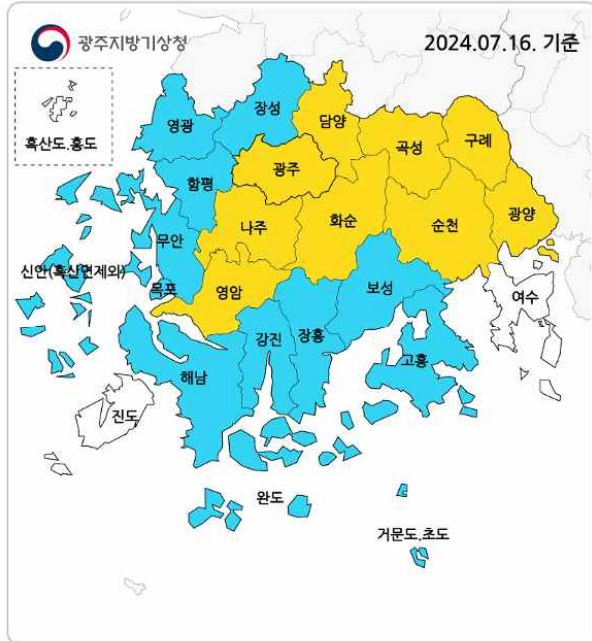 광주지방기상청
2024.07.16. 기준
흑산도.홍도
영광
장성
담양
곡성
구례
함평
광주
나주
화순
순천
광양
무안
신안(흑산면제외)
목포
영암
보성
여수
강진
장흥
해남
고흥
진도
완도
거문도.초도